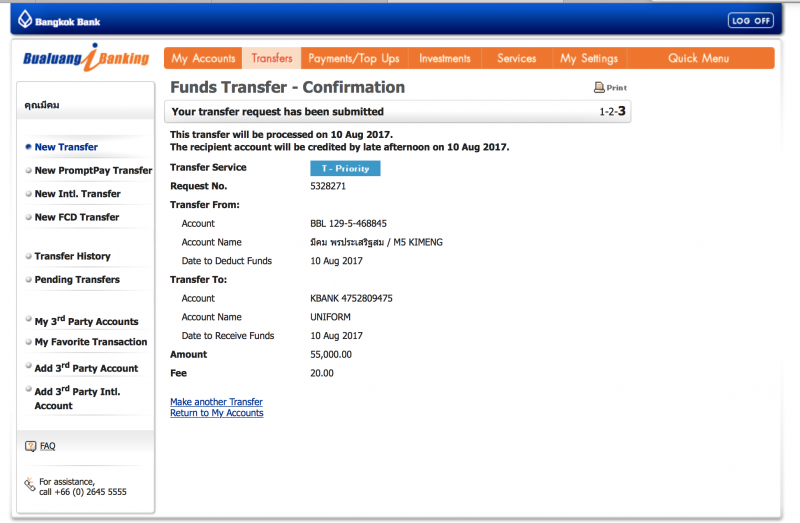 Bangkok Bank
LOG OFF
Bualuang iBanking
My Accounts Transfers Payments/Top Ups Investments Services My Settings Quick Menu
คุณมีคม
New Transfer
New PromptPay Transfer
New Intl. Transfer
New FCD Transfer
Transfer History
Pending Transfers
My 3rd Party Accounts
My Favorite Transaction
Add 3rd Party Account
Add 3rd Party Intl.
Account
FAQ
For assistance,
call +66 (0) 2645 5555
Funds Transfer - Confirmation
Print
Your transfer request has been submitted 1-2-3
This transfer will be processed on 10 Aug 2017.
The recipient account will be credited by late afternoon on 10 Aug 2017.
Transfer Service T - Priority
Request No. 5328271
Transfer From:
Account BBL 129-5-468845
Account Name มีคม พรประเสริฐสม / M5 KIMENG
Date to Deduct Funds 10 Aug 2017
Transfer To:
Account KBANK 4752809475
Account Name UNIFORM
Date to Receive Funds 10 Aug 2017
Amount 55,000.00
Fee 20.00
Make another Transfer
Return to My Accounts